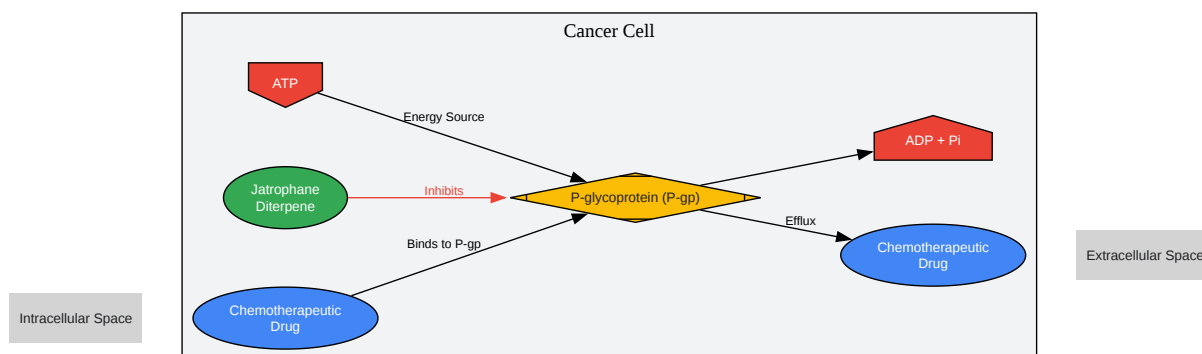 Cancer Cell
ATP
Energy Source
ADP + Pi
Jatrophane
Diterpene
Inhibits
P-glycoprotein (P-gp)
Efflux
Binds to P-gp
Chemotherapeutic
Drug
Extracellular Space
Chemotherapeutic
Drug
Intracellular Space